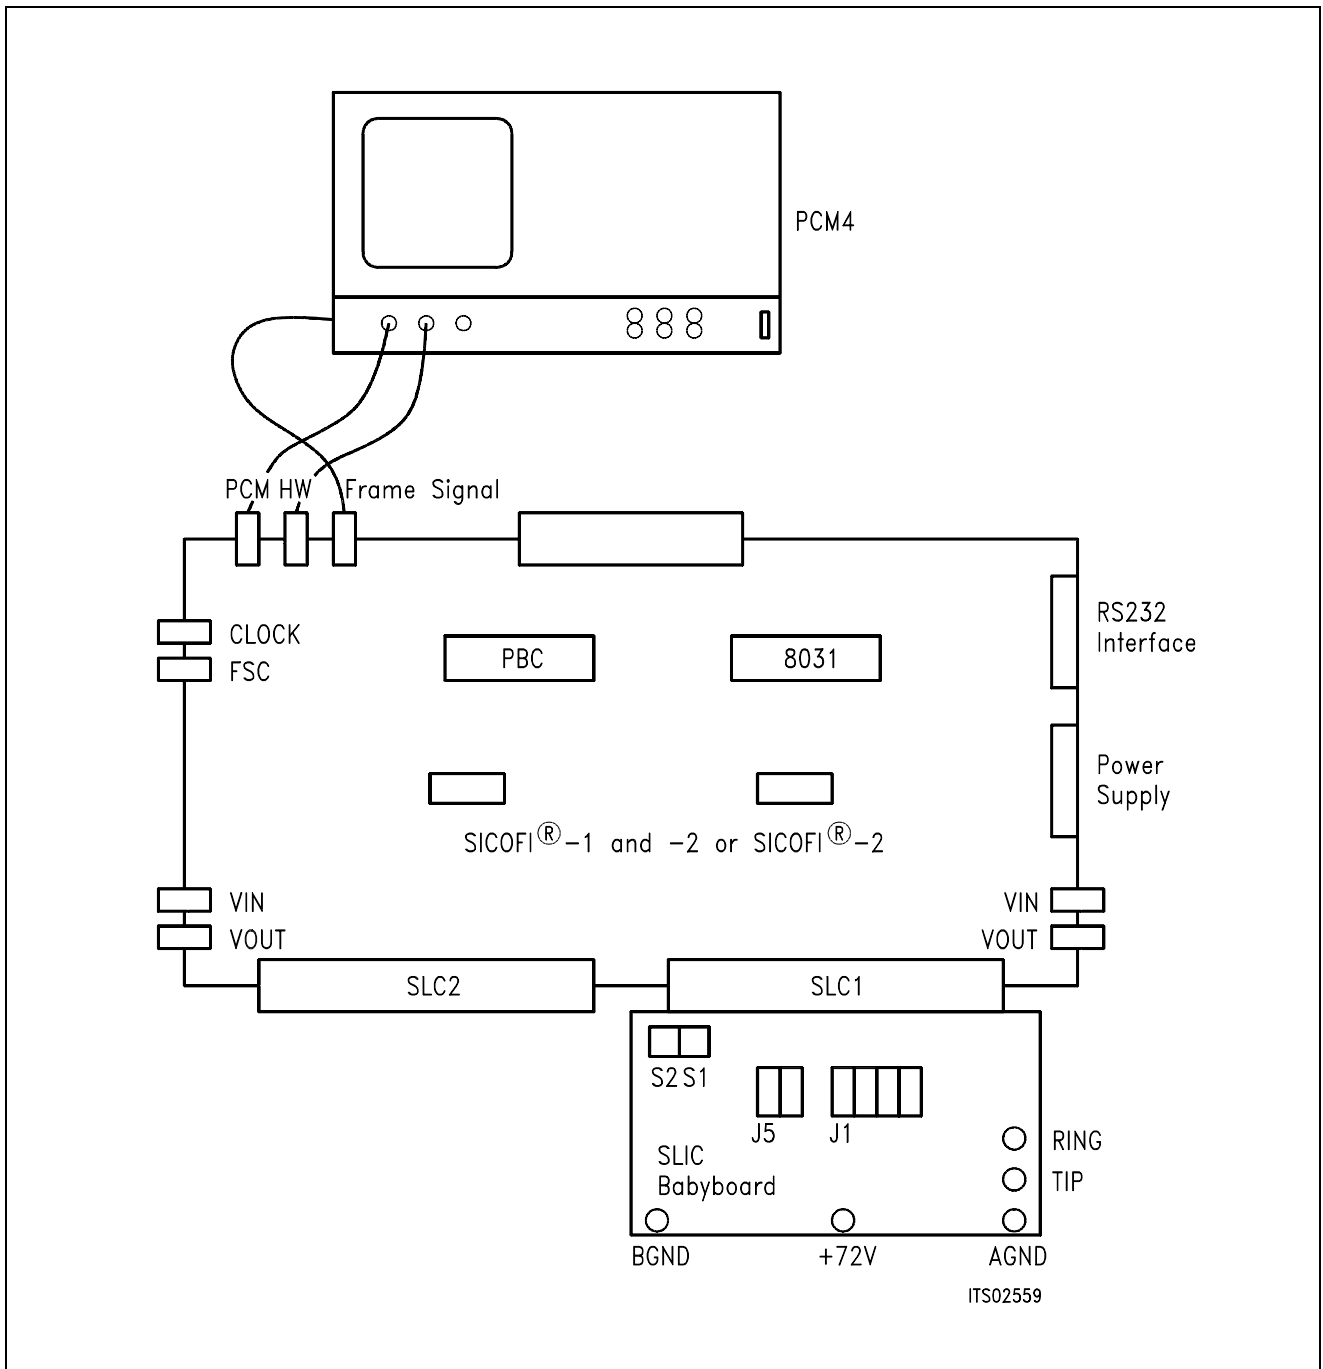 PCM4
PCM HW Frame Signal
CLOCK
FSC
PBC
8031
RS232
Interface
Power
Supply
SICOFI®-1 and -2 or SICOFI®-2
VIN
VOUT
VIN
VOUT
SLC2
SLC1
S2 S1
J5
J1
SLIC
Babyboard
RING
TIP
BGND
+72V
AGND
ITS02559